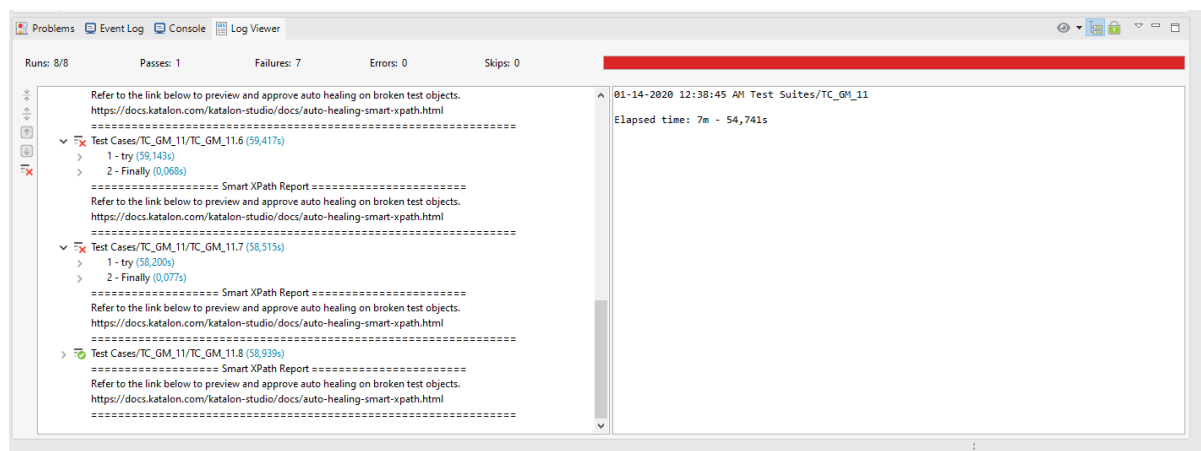 Problems Event Log Console Log Viewer
Runs: 8/8 Passes: 1 Failures: 7 Errors: 0 Skips: 0
Refer to the link below to preview and approve auto healing on broken test objects.
https://docs.katalon.com/katalon-studio/docs/auto-healing-smart-xpath.html
===============================================================
Test Cases/TC_GM_11/TC_GM_11.6 (59,417s)
1 - try (59,143s)
2 - Finally (0,068s)
=================== Smart XPath Report =======================
Refer to the link below to preview and approve auto healing on broken test objects.
https://docs.katalon.com/katalon-studio/docs/auto-healing-smart-xpath.html
===============================================================
Test Cases/TC_GM_11/TC_GM_11.7 (58,515s)
1 - try (58,200s)
2 - Finally (0,077s)
=================== Smart XPath Report =======================
Refer to the link below to preview and approve auto healing on broken test objects.
https://docs.katalon.com/katalon-studio/docs/auto-healing-smart-xpath.html
===============================================================
Test Cases/TC_GM_11/TC_GM_11.8 (58,939s)
=================== Smart XPath Report =======================
Refer to the link below to preview and approve auto healing on broken test objects.
https://docs.katalon.com/katalon-studio/docs/auto-healing-smart-xpath.html
===============================================================
01-14-2020 12:38:45 AM Test Suites/TC_GM_11
Elapsed time: 7m - 54,741s